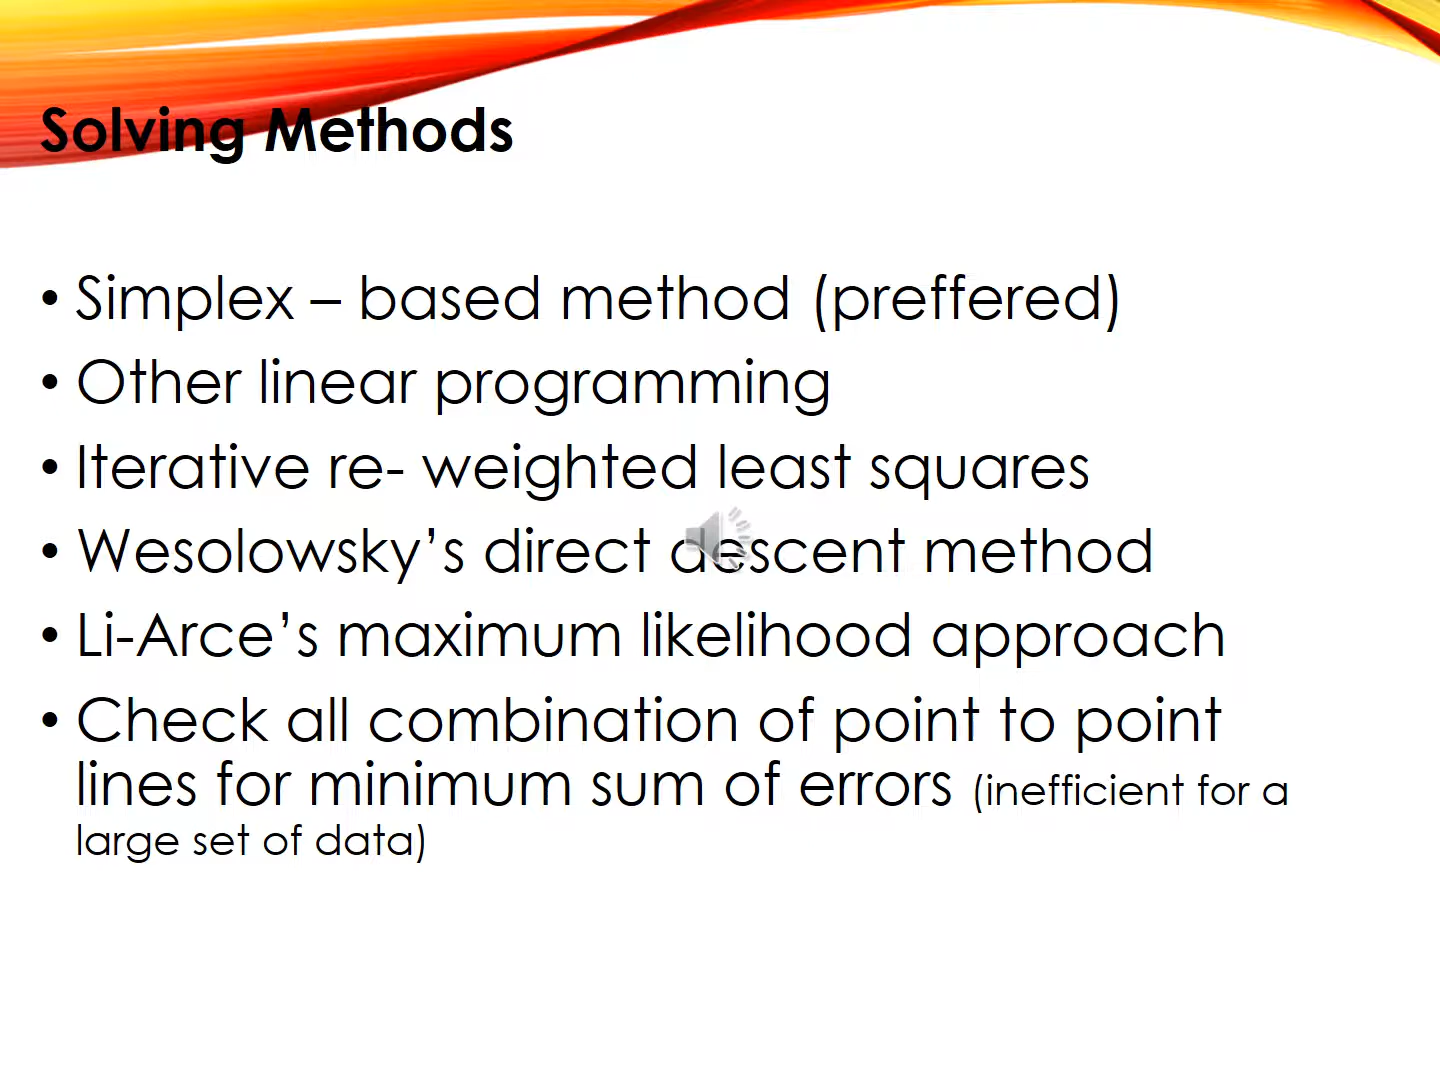 Solving Methods
• Simplex – based method (preffered)
• Other linear programming
• Iterative re- weighted least squares
• Wesolowsky’s direct descent method
• Li-Arce’s maximum likelihood approach
• Check all combination of point to point
lines for minimum sum of errors (inefficient for a
large set of data)